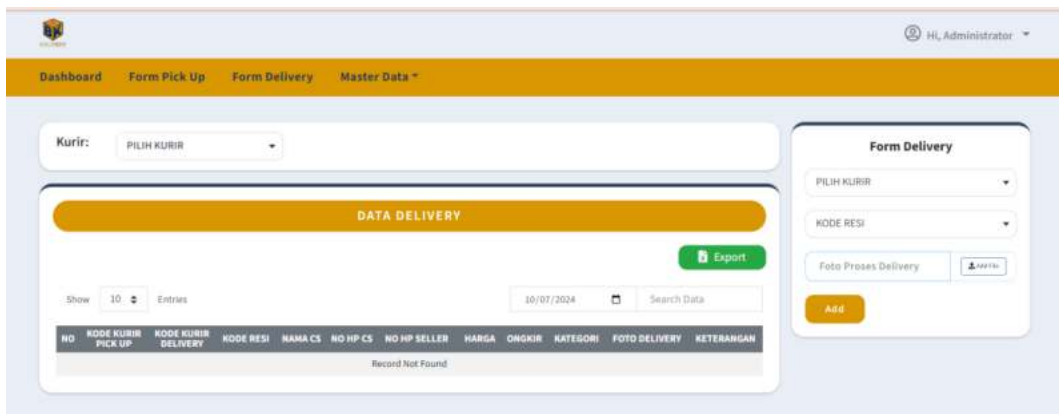 Hi, Administrator
Dashboard Form Pick Up Form Delivery Master Data
Kurir: PILIH KURIR
DATA DELIVERY
Export
Show 10 Entries 10/07/2024 Search Data
NO KODE KURIR PICK UP KODE KURIR DELIVERY KODE RESI NAMA CS NO HP CS NO HP SELLER HARGA ONGKIR KATEGORI FOTO DELIVERY KETERANGAN
Record Not Found
Form Delivery
PILIH KURIR
KODE RESI
Foto Proses Delivery
Add